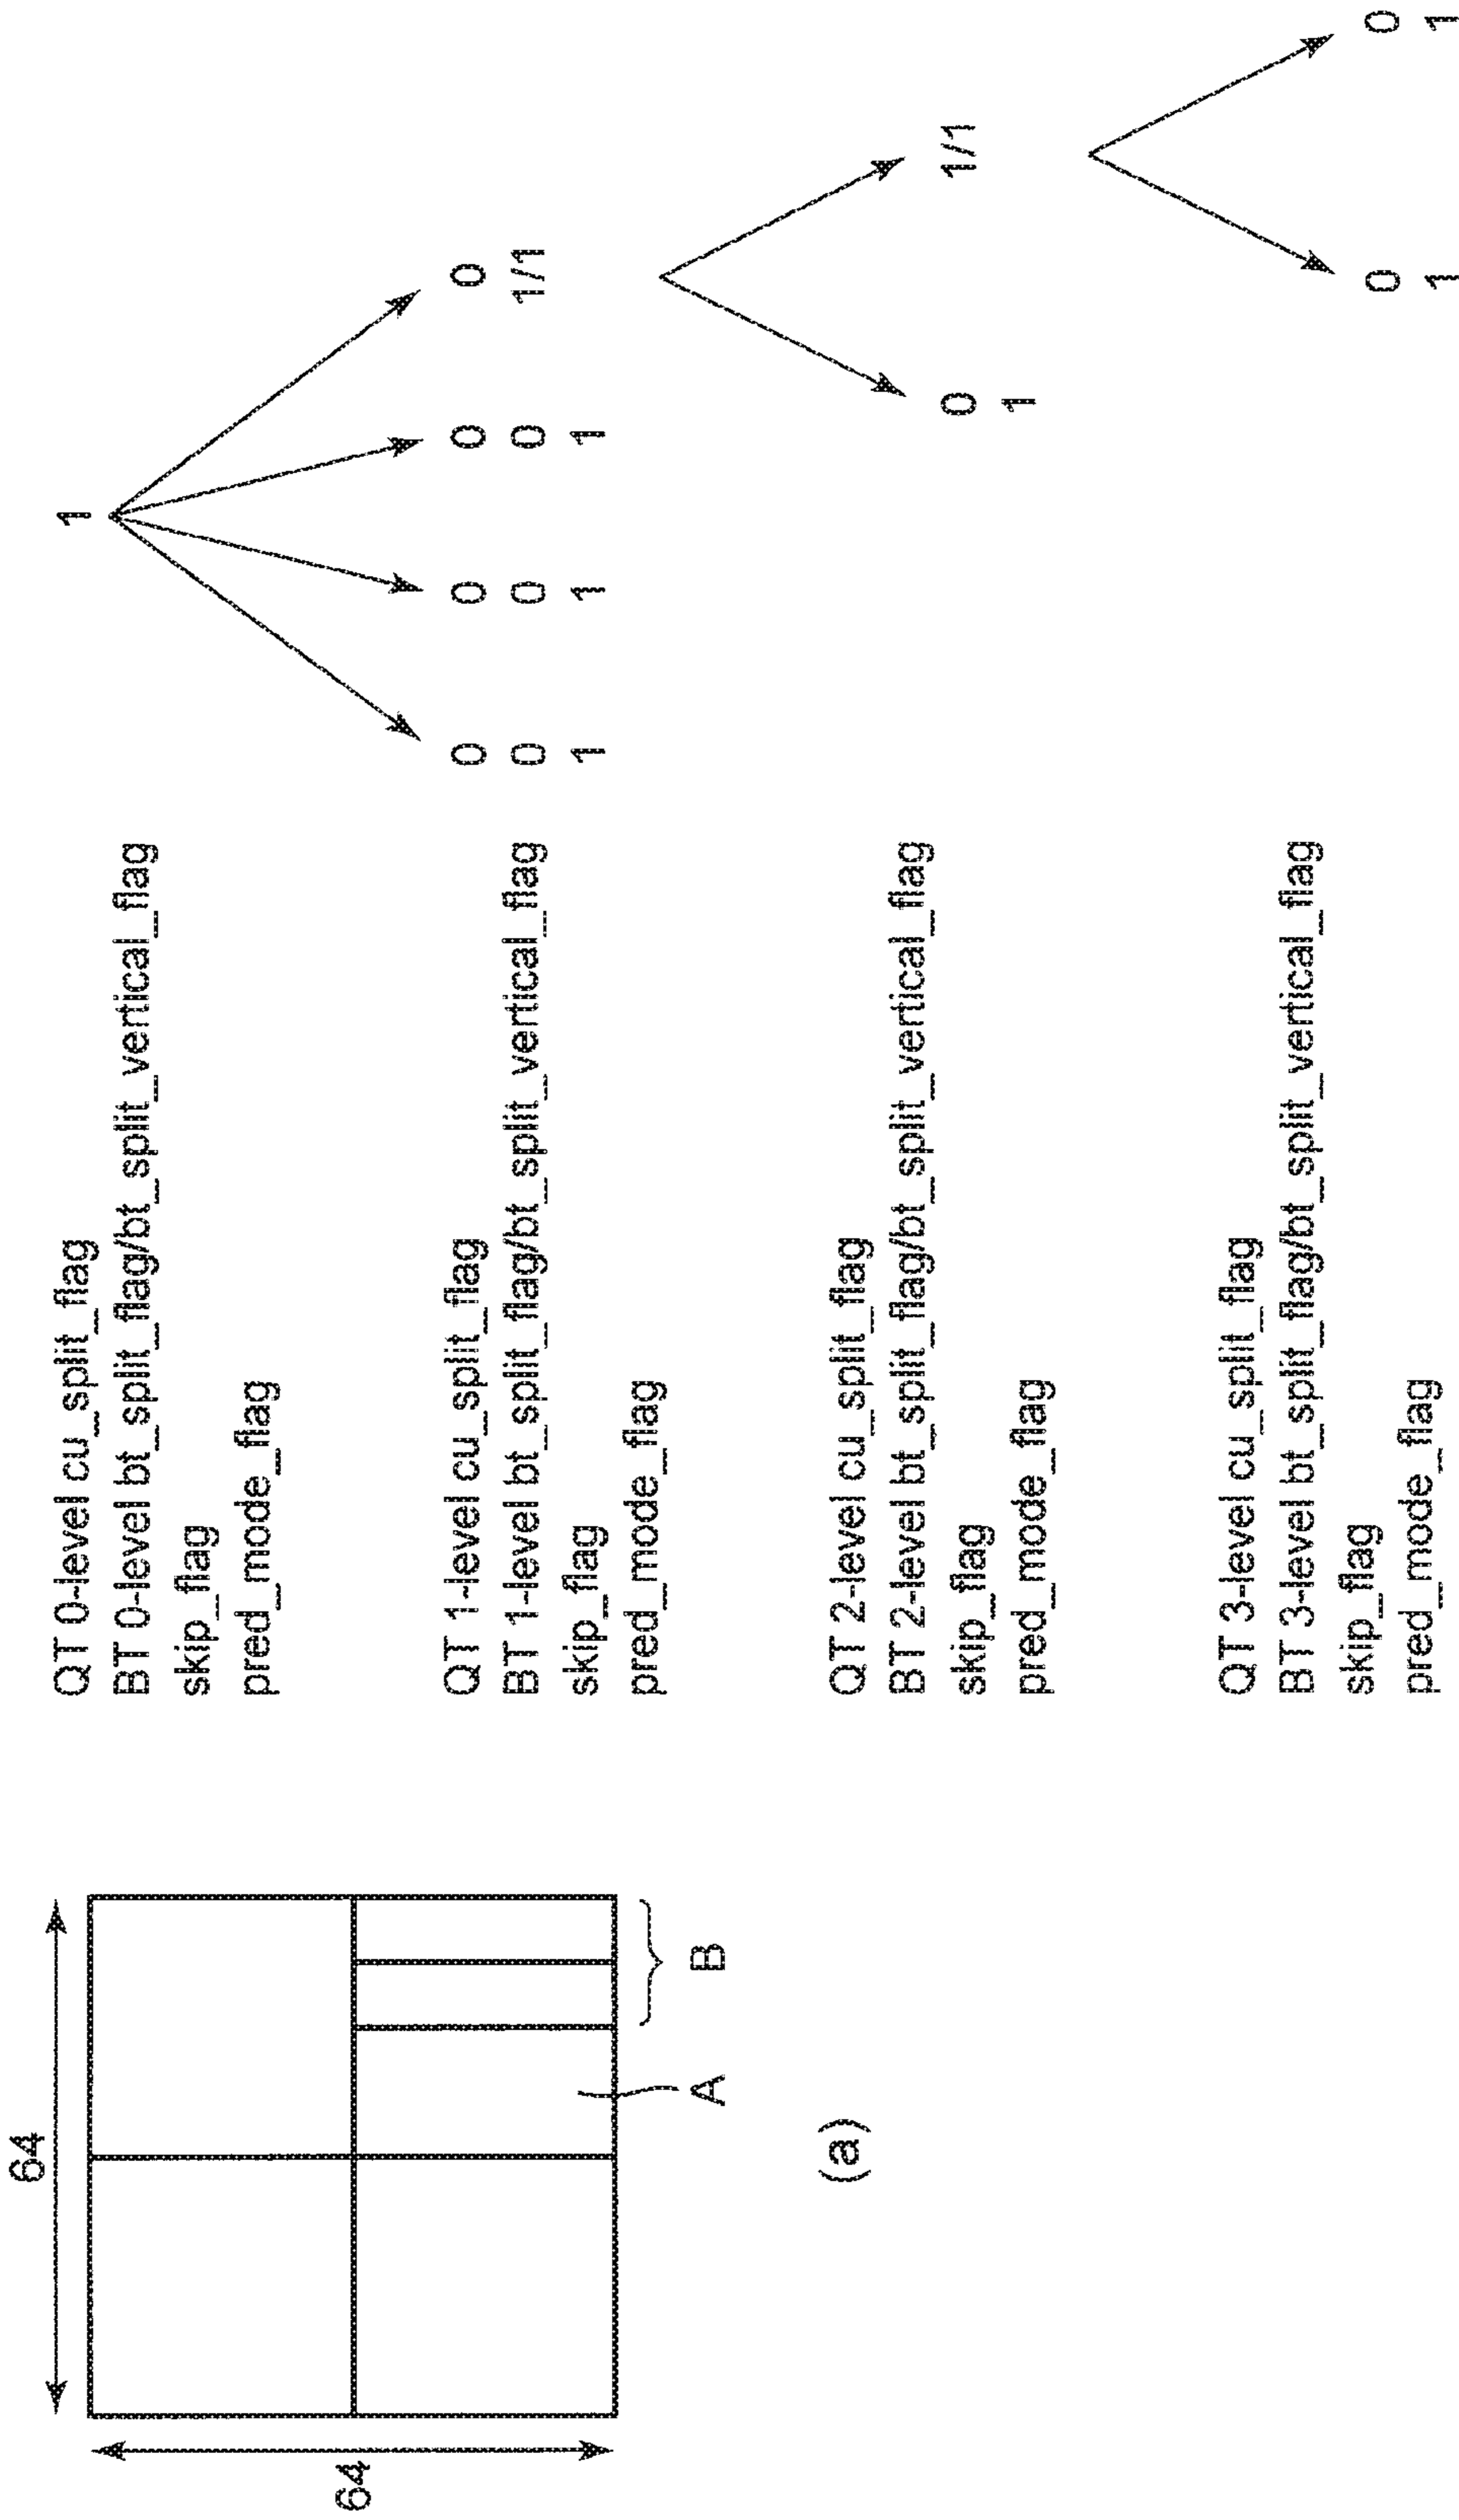 64
64
A
B
(a)
QT 0-level cu_split_flag
1
BT 0-level bt_split_flag/bt_split_vertical_flag
skip_flag
pred_mode_flag
QT 1-level cu_split_flag
0 0 0 0
BT 1-level bt_split_flag/bt_split_vertical_flag
0 0 0 1/1
skip_flag
1 1 1
pred_mode_flag
QT 2-level cu_split_flag
BT 2-level bt_split_flag/bt_split_vertical_flag
0 1/1
skip_flag
1
pred_mode_flag
QT 3-level cu_split_flag
BT 3-level bt_split_flag/bt_split_vertical_flag
skip_flag
0 0
pred_mode_flag
1 1